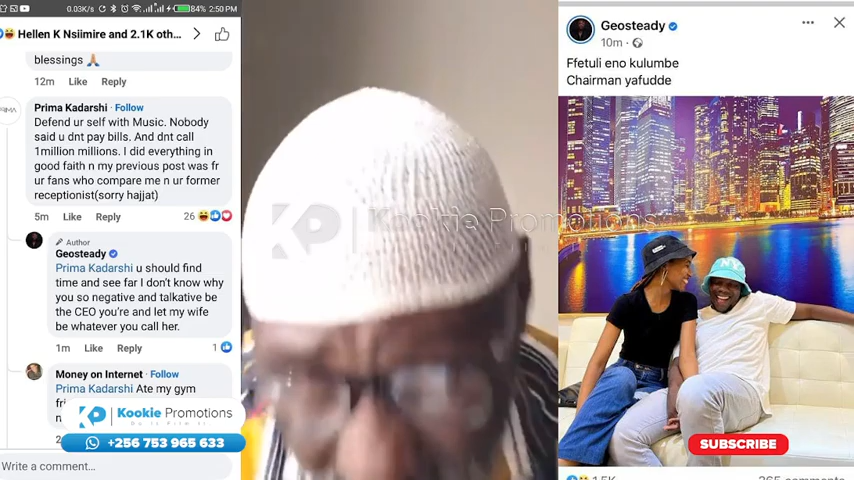 0.03K/s
84%
2:50 PM
Hellen K Nsiimire and 2.1K oth...
blessings
12m Like Reply
Prima Kadarshi · Follow
Defend ur self with Music. Nobody
said u dnt pay bills. And dnt call
1million millions. I did everything in
good faith n my previous post was fr
ur fans who compare me n ur former
receptionist(sorry hajjat)
5m Like Reply 26
Author
Geosteady
Prima Kadarshi u should find
time and see far I don't know why
you so negative and talkative be
the CEO you're and let my wife
be whatever you call her.
1m Like Reply 1
Money on Internet · Follow
Prima Kadarshi Ate my gym
Kookie Promotions
+256 753 965 633
Write a comment...
KP | Kookie Promotions
Geosteady
10m ·
Ffetuli eno kulumbe
Chairman yafudde
NY
SUBSCRIBE
1.5K 365 comments